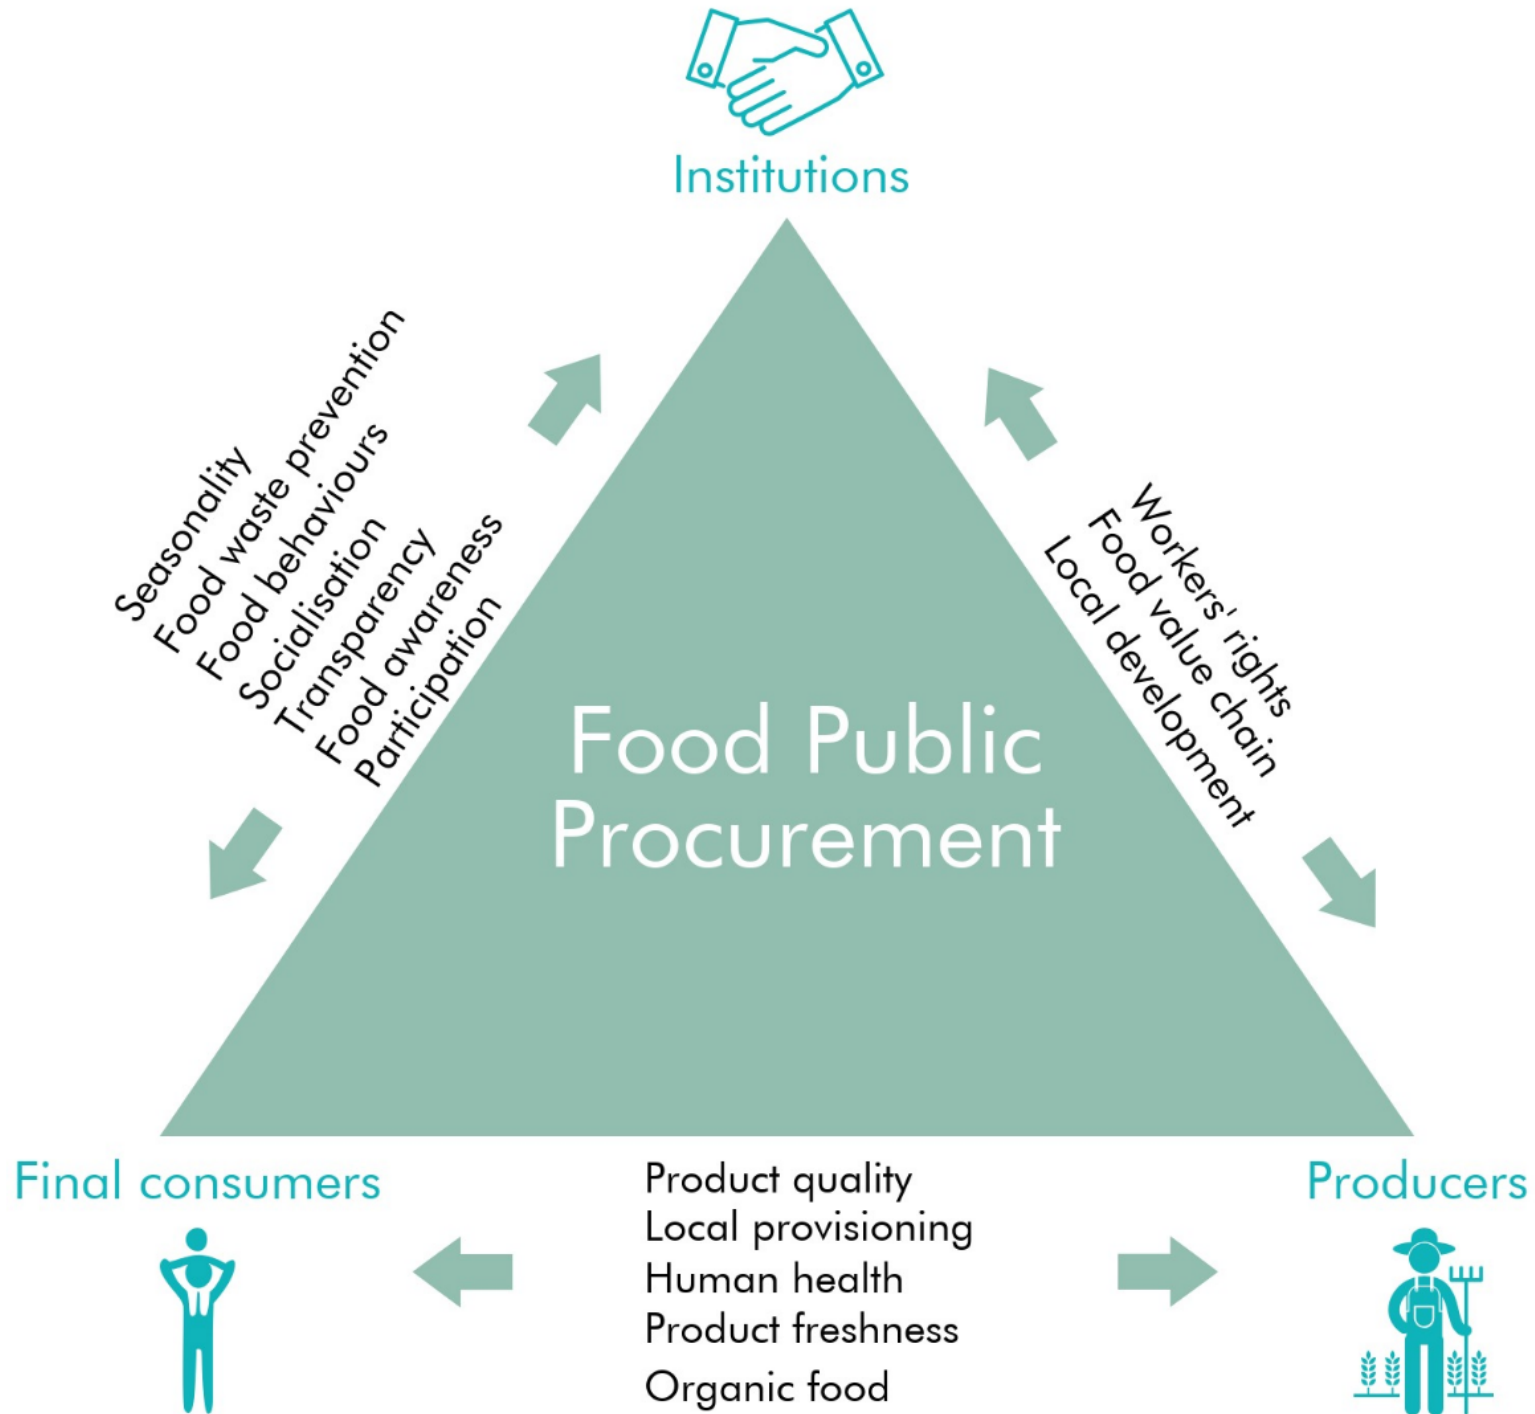 Institutions
Seasonality
Food waste prevention
Food behaviours
Socialisation
Transparency
Food awareness
Participation
Workers' rights
Food value chain
Local development
Food Public
Procurement
Final consumers
Product quality
Local provisioning
Human health
Product freshness
Organic food
Producers